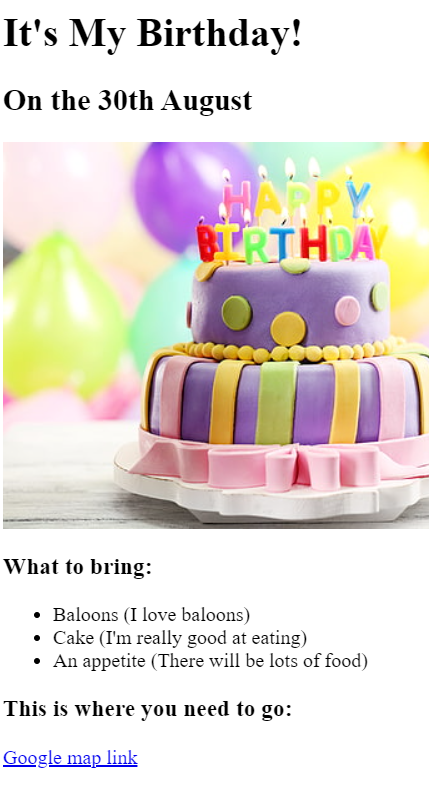 It's My Birthday!
On the 30th August
HAPPY
BIRTHDAY
What to bring:
Baloons (I love baloons)
Cake (I'm really good at eating)
An appetite (There will be lots of food)
This is where you need to go:
Google map link